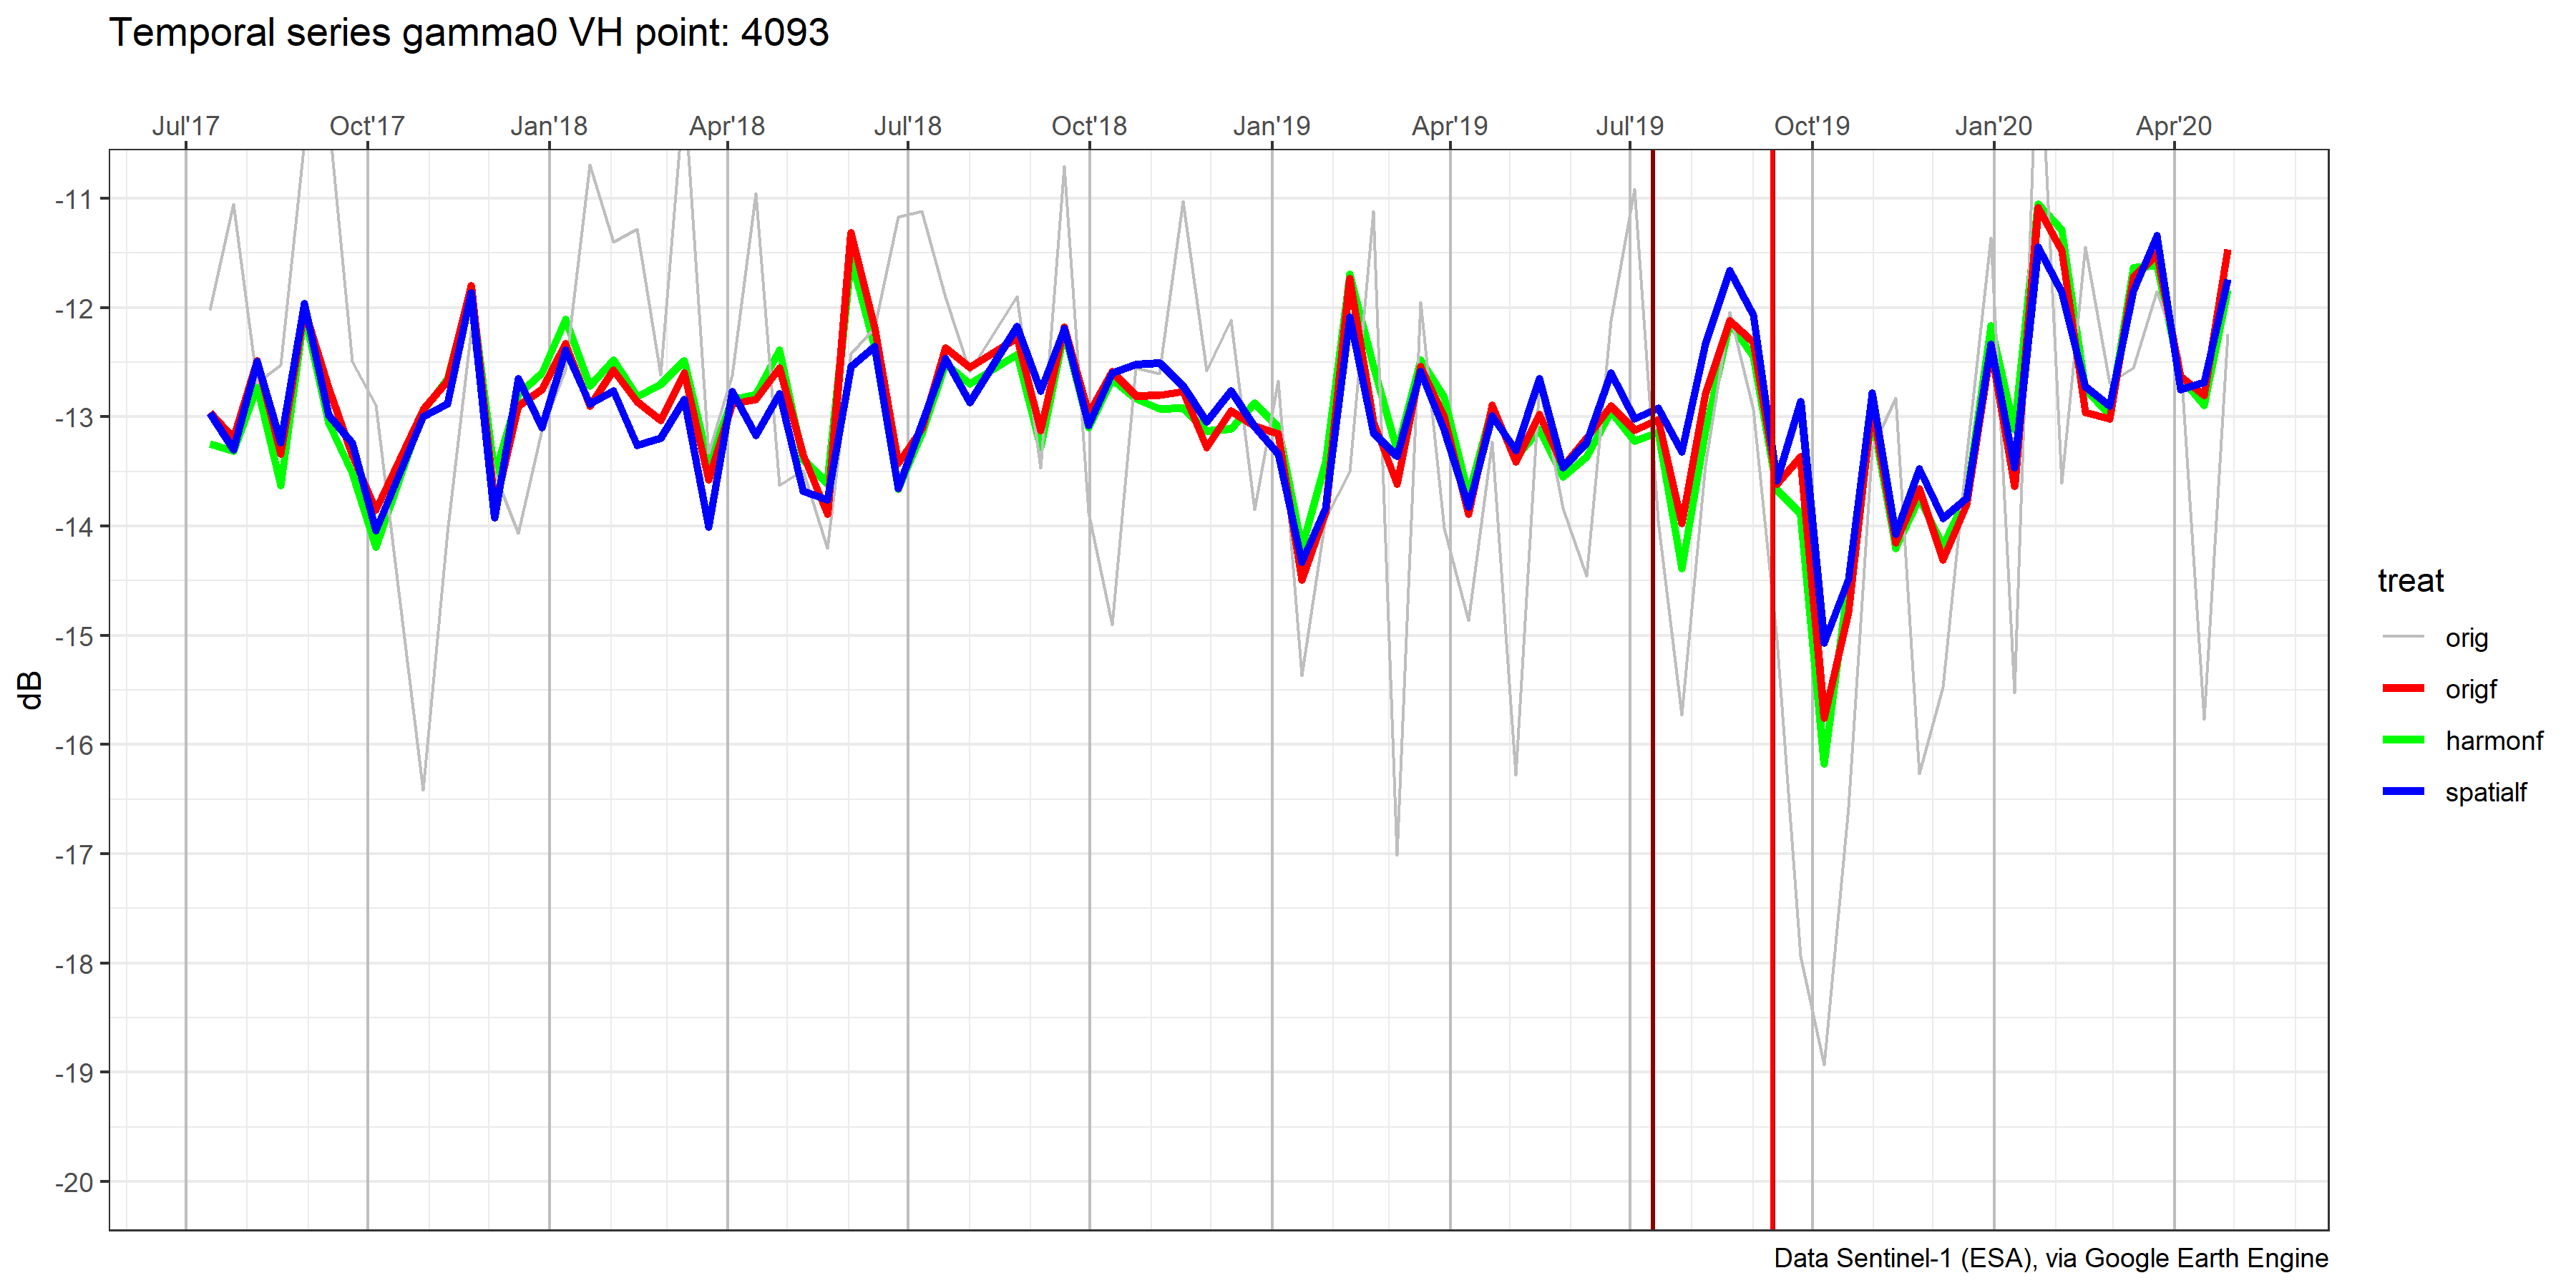 Temporal series gamma0 VH point: 4093
Jul'17 Oct'17 Jan'18 Apr'18 Jul'18 Oct'18 Jan'19 Apr'19 Jul'19 Oct'19 Jan'20 Apr'20
-11
-12
-13
-14
-15
-16
-17
-18
-19
-20
dB
treat
orig
origf
harmonf
spatialf
Data Sentinel-1 (ESA), via Google Earth Engine